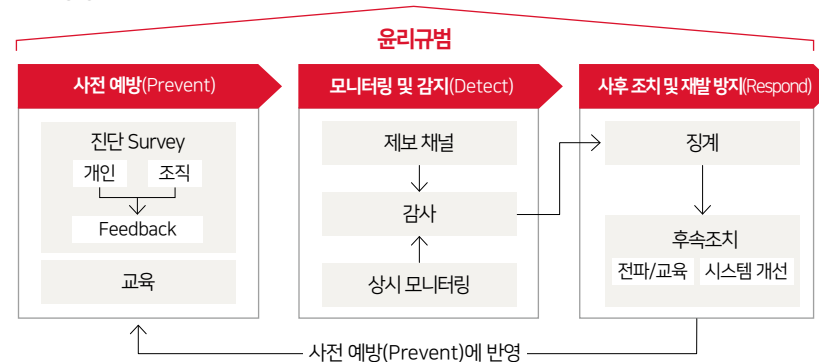 윤리규범
사전 예방(Prevent)
진단 Survey
개인 조직
Feedback
교육
모니터링 및 감지(Detect)
제보 채널
감사
상시 모니터링
사후 조치 및 재발 방지(Respond)
징계
후속조치
전파/교육 시스템 개선
사전 예방(Prevent)에 반영